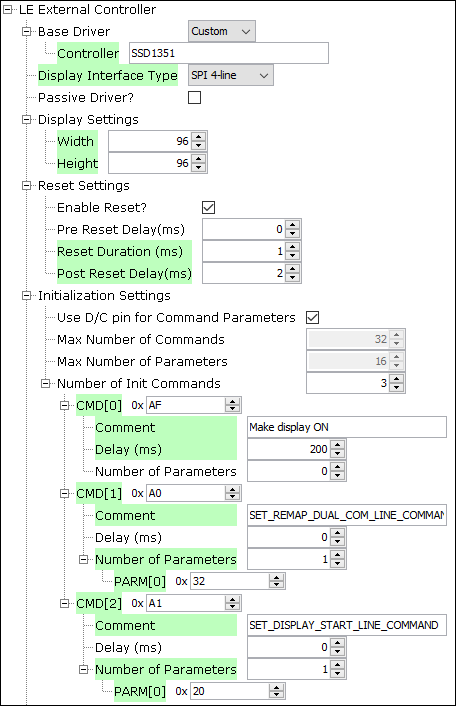 LE External Controller
Base Driver Custom
Controller SSD1351
Display Interface Type SPI 4-line
Passive Driver?
Display Settings
Width 96
Height 96
Reset Settings
Enable Reset?
Pre Reset Delay(ms) 0
Reset Duration (ms) 1
Post Reset Delay(ms) 2
Initialization Settings
Use D/C pin for Command Parameters
Max Number of Commands 32
Max Number of Parameters 16
Number of Init Commands 3
CMD[0] 0x AF
Comment Make display ON
Delay (ms) 200
Number of Parameters 0
CMD[1] 0x A0
Comment SET_REMAP_DUAL_COM_LINE_COMMAN
Delay (ms) 0
Number of Parameters 1
PARM[0] 0x 32
CMD[2] 0x A1
Comment SET_DISPLAY_START_LINE_COMMAND
Delay (ms) 0
Number of Parameters 1
PARM[0] 0x 20